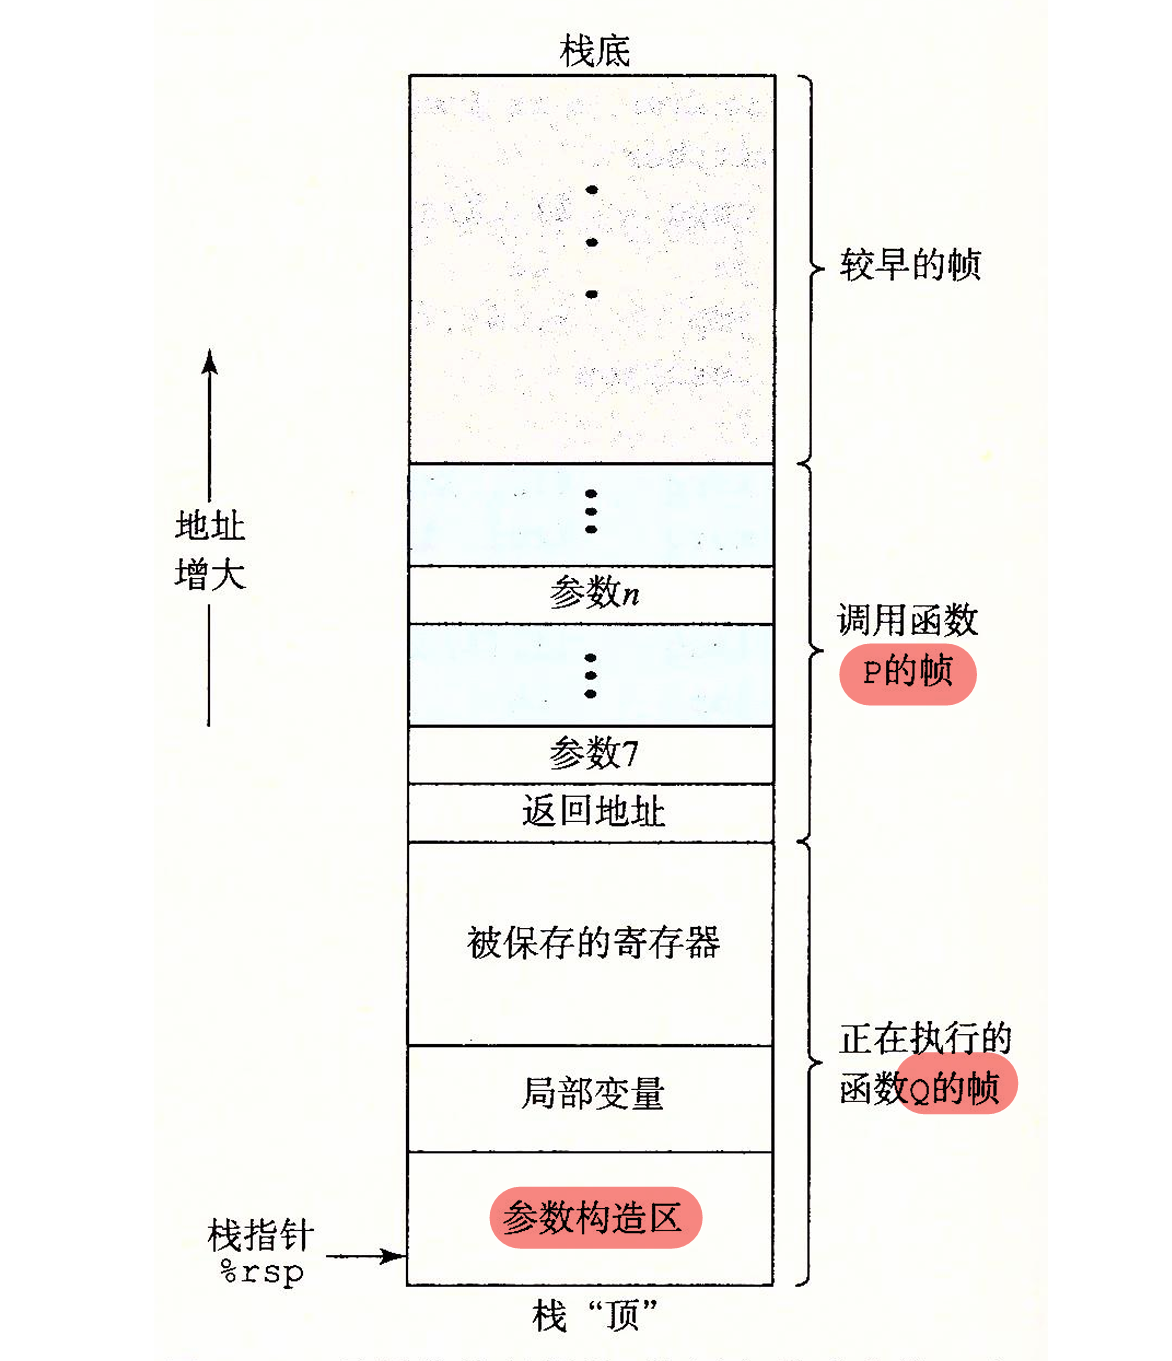 栈底
较早的帧
地址
增大
参数n
调用函数
P的帧
参数7
返回地址
被保存的寄存器
正在执行的
函数Q的帧
局部变量
参数构造区
栈指针
%rsp
栈“顶”